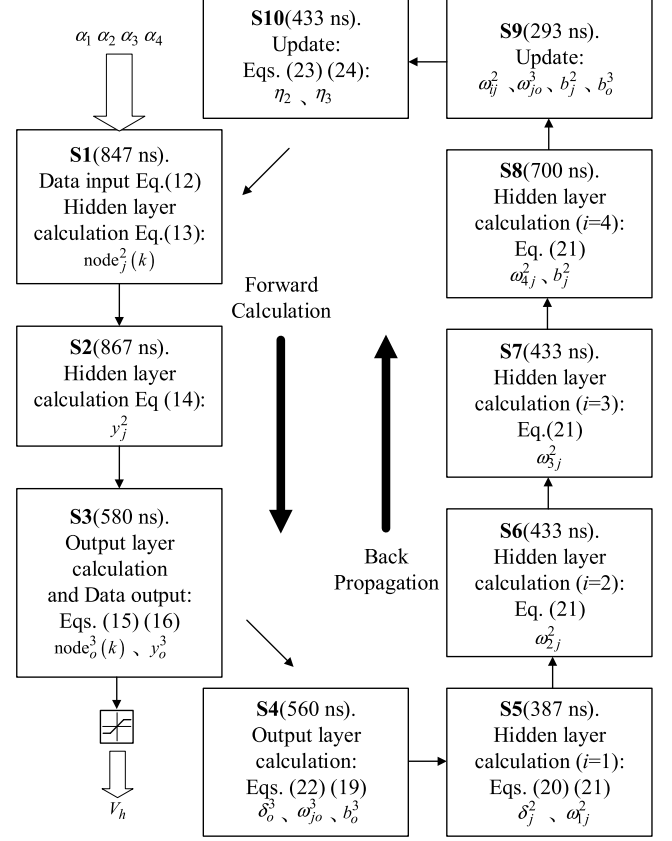 α₁ α₂ α₃ α₄
S1(847 ns).
Data input Eq.(12)
Hidden layer
calculation Eq.(13):
node²ⱼ(k)
S2(867 ns).
Hidden layer
calculation Eq (14):
y²ⱼ
S3(580 ns).
Output layer
calculation
and Data output:
Eqs. (15) (16)
node³ₒ(k) 、y³ₒ
Vₕ
Forward
Calculation
Back
Propagation
S4(560 ns).
Output layer
calculation:
Eqs. (22) (19)
δ³ₒ 、ω³ⱼₒ 、b³ₒ
S5(387 ns).
Hidden layer
calculation (i=1):
Eqs. (20) (21)
δ²ⱼ 、ω²₁ⱼ
S6(433 ns).
Hidden layer
calculation (i=2):
Eq. (21)
ω²₂ⱼ
S7(433 ns).
Hidden layer
calculation (i=3):
Eq.(21)
ω²₃ⱼ
S8(700 ns).
Hidden layer
calculation (i=4):
Eq. (21)
ω²₄ⱼ 、b²ⱼ
S9(293 ns).
Update:
ω²ᵢⱼ 、ω³ⱼₒ 、b²ⱼ 、b³ₒ
S10(433 ns).
Update:
Eqs. (23) (24):
η₂ 、η₃